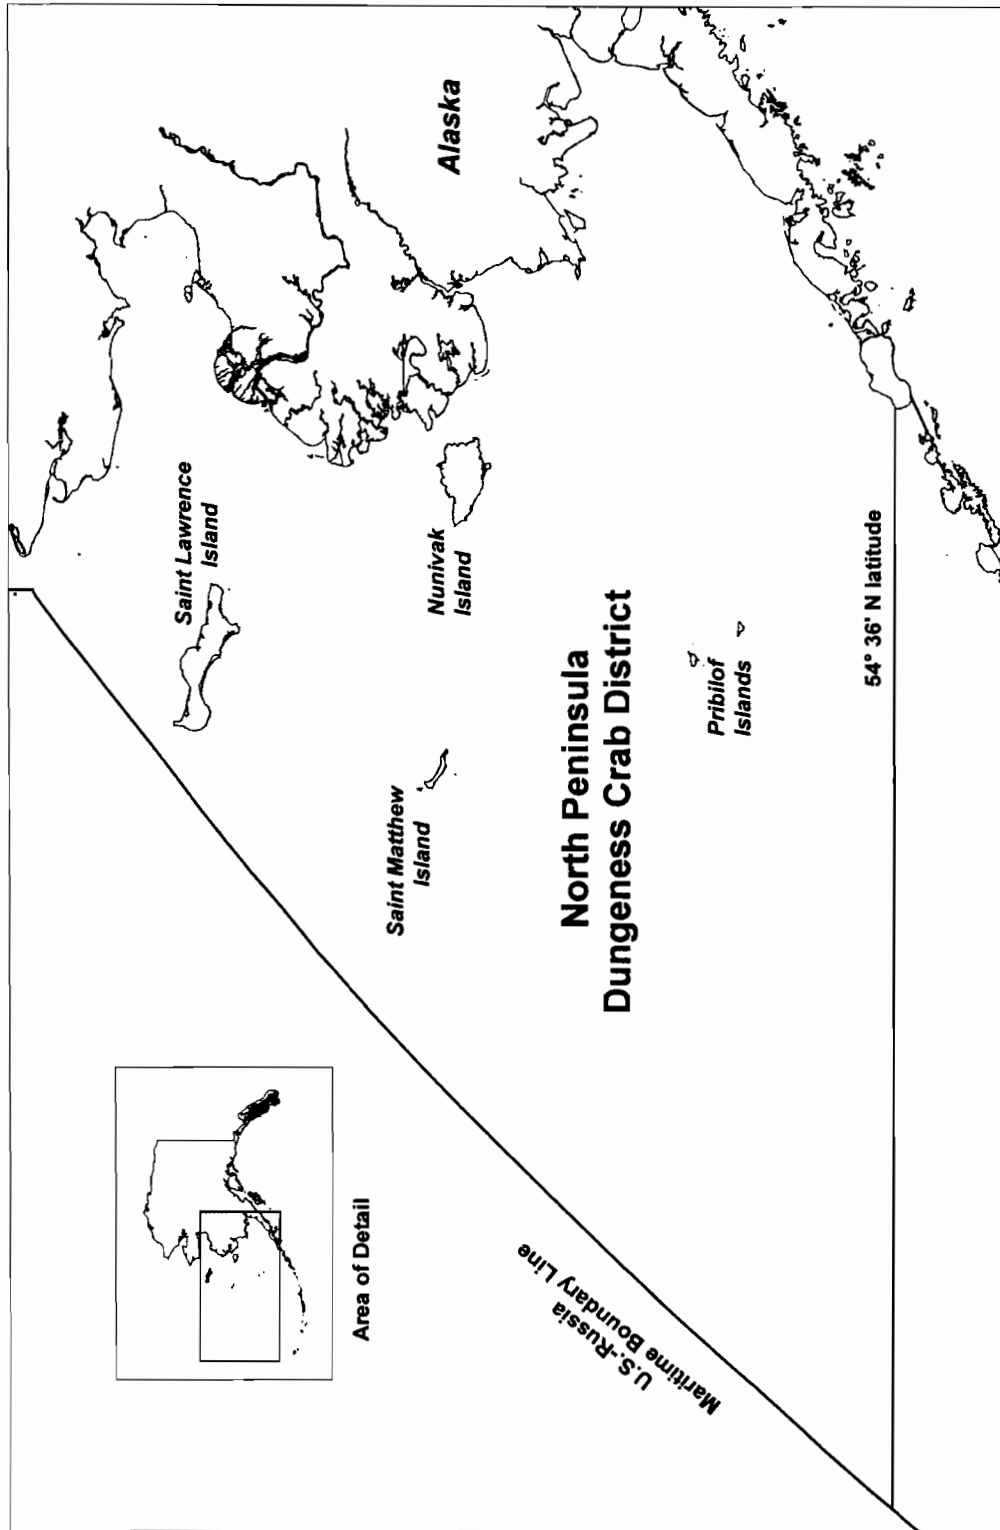 Area of Detail
Saint Lawrence
Island
Alaska
Saint Matthew
Island
Nunivak
Island
North Peninsula
Dungeness Crab District
U.S.-Russia
Maritime Boundary Line
Pribilof
Islands
54° 36' N latitude